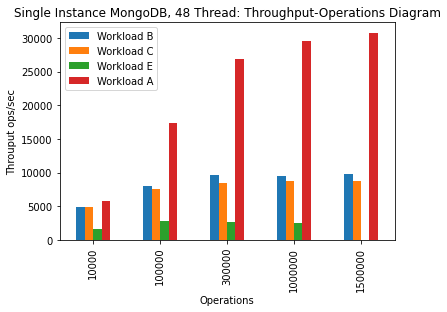 Single Instance MongoDB, 48 Thread: Throughput-Operations Diagram
Workload B
Workload C
Workload E
Workload A
30000
25000
20000
15000
10000
5000
0
Throuput ops/sec
10000
100000
300000
1000000
1500000
Operations